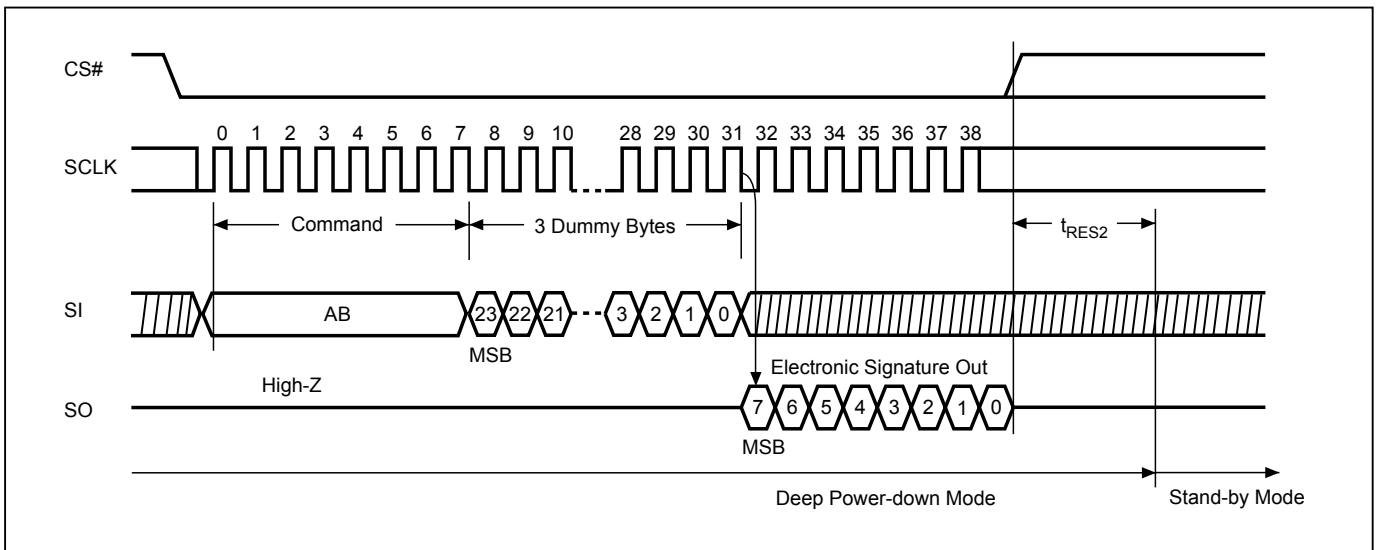 CS#
0 1 2 3 4 5 6 7 8 9 10 28 29 30 31 32 33 34 35 36 37 38
SCLK
Command 3 Dummy Bytes tRES2
SI AB 23 22 21 3 2 1 0
MSB
Electronic Signature Out
High-Z
SO 7 6 5 4 3 2 1 0
MSB
Deep Power-down Mode Stand-by Mode